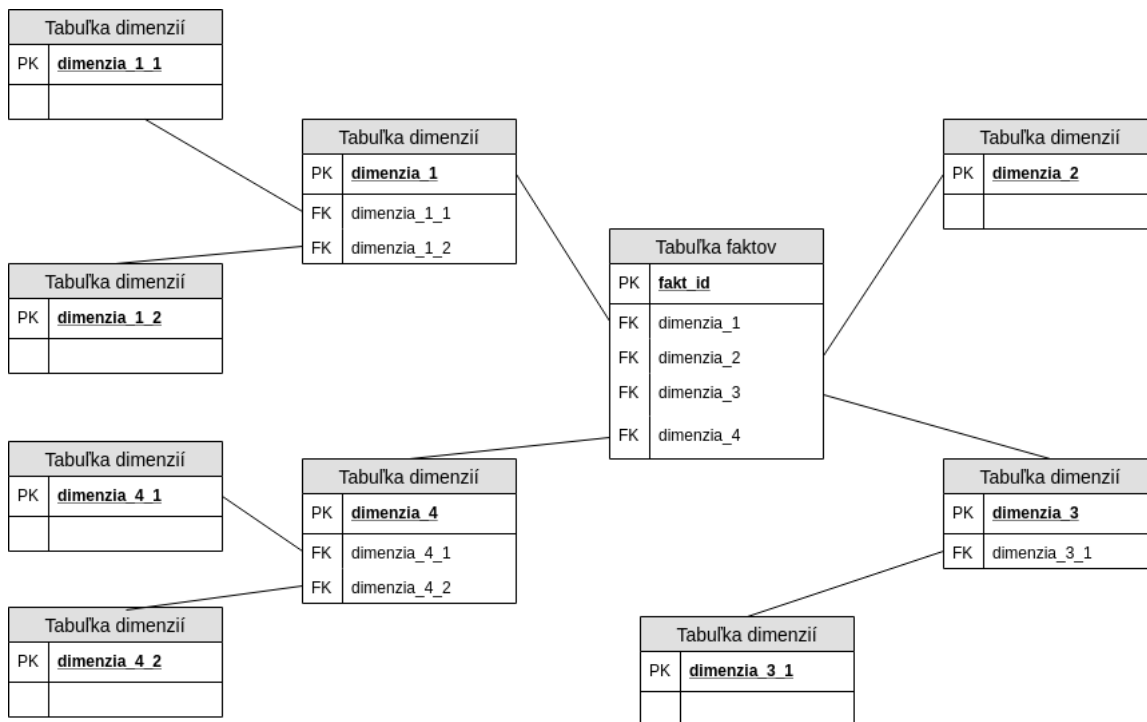 Tabuľka dimenzií
PK dimenzia_1_1
Tabuľka dimenzií
PK dimenzia_1
FK dimenzia_1_1
FK dimenzia_1_2
Tabuľka dimenzií
PK dimenzia_2
Tabuľka faktov
PK fakt_id
FK dimenzia_1
FK dimenzia_2
FK dimenzia_3
FK dimenzia_4
Tabuľka dimenzií
PK dimenzia_1_2
Tabuľka dimenzií
PK dimenzia_4_1
Tabuľka dimenzií
PK dimenzia_4
FK dimenzia_4_1
FK dimenzia_4_2
Tabuľka dimenzií
PK dimenzia_3
FK dimenzia_3_1
Tabuľka dimenzií
PK dimenzia_4_2
Tabuľka dimenzií
PK dimenzia_3_1